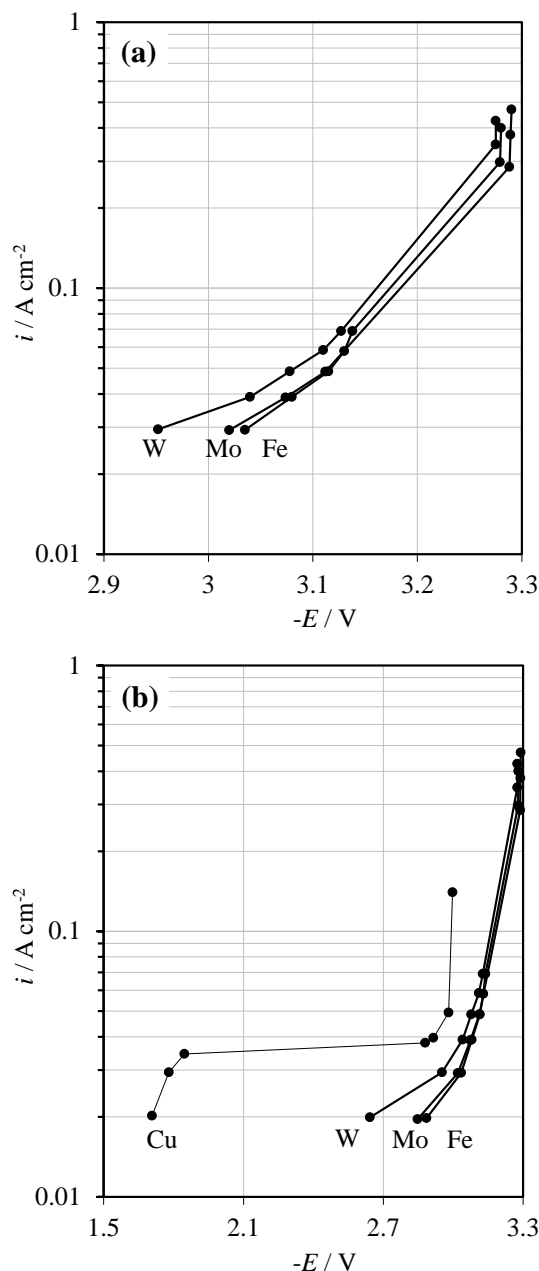 (a)
1
0.1
0.01
i / A cm⁻²
W
Mo
Fe
2.9
3
3.1
3.2
3.3
-E / V
(b)
1
0.1
0.01
i / A cm⁻²
Cu
W
Mo
Fe
1.5
2.1
2.7
3.3
-E / V